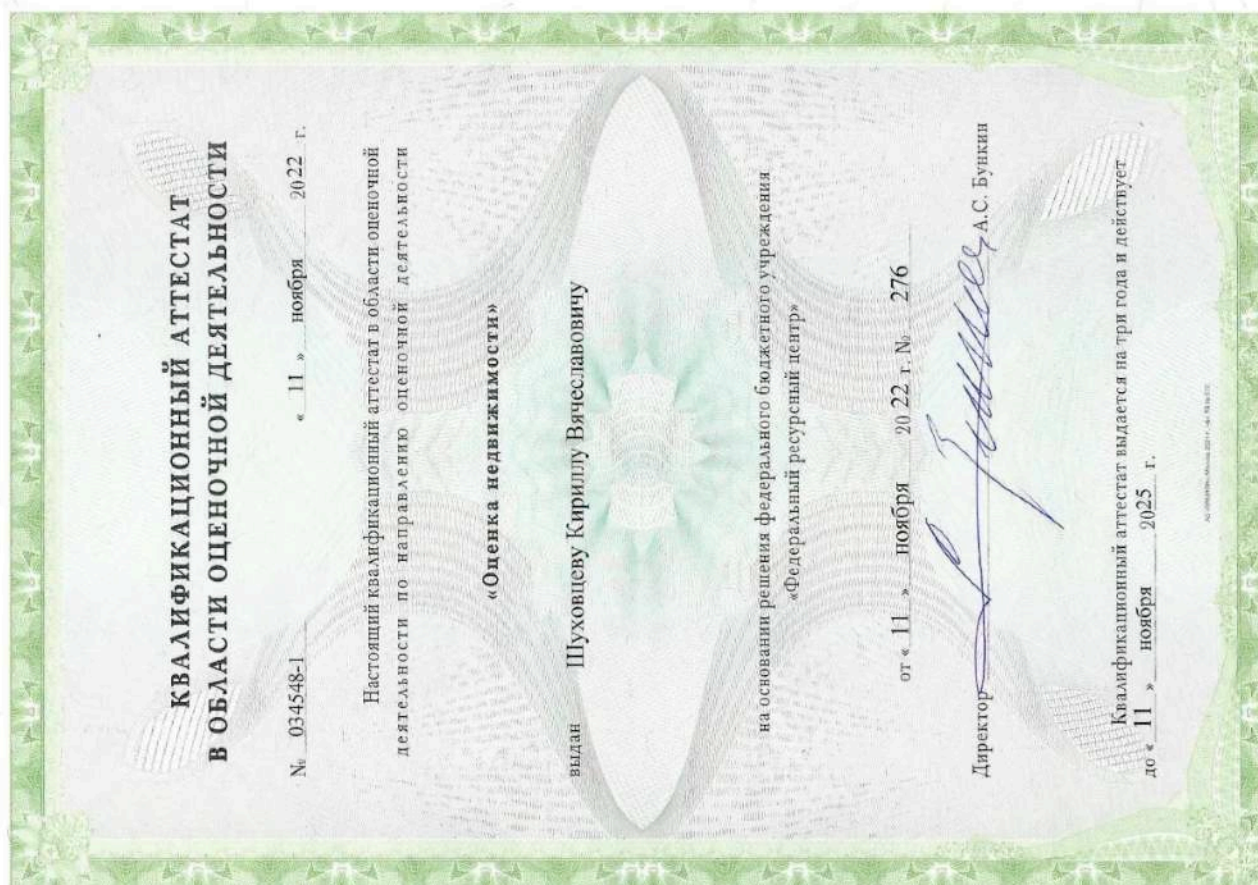 КВАЛИФИКАЦИОННЫЙ АТТЕСТАТ
В ОБЛАСТИ ОЦЕНОЧНОЙ ДЕЯТЕЛЬНОСТИ
№ 034548-1 « 11 » ноября 2022 г.
Настоящий квалификационный аттестат в области оценочной
деятельности по направлению оценочной деятельности
«Оценка недвижимости»
выдан Шуховцеву Кириллу Вячеславовичу
на основании решения федерального бюджетного учреждения
«Федеральный ресурсный центр»
от « 11 » ноября 20 22 г. № 276
Директор А.С. Бункин
Квалификационный аттестат выдается на три года и действует
до « 11 » ноября 2025 г.